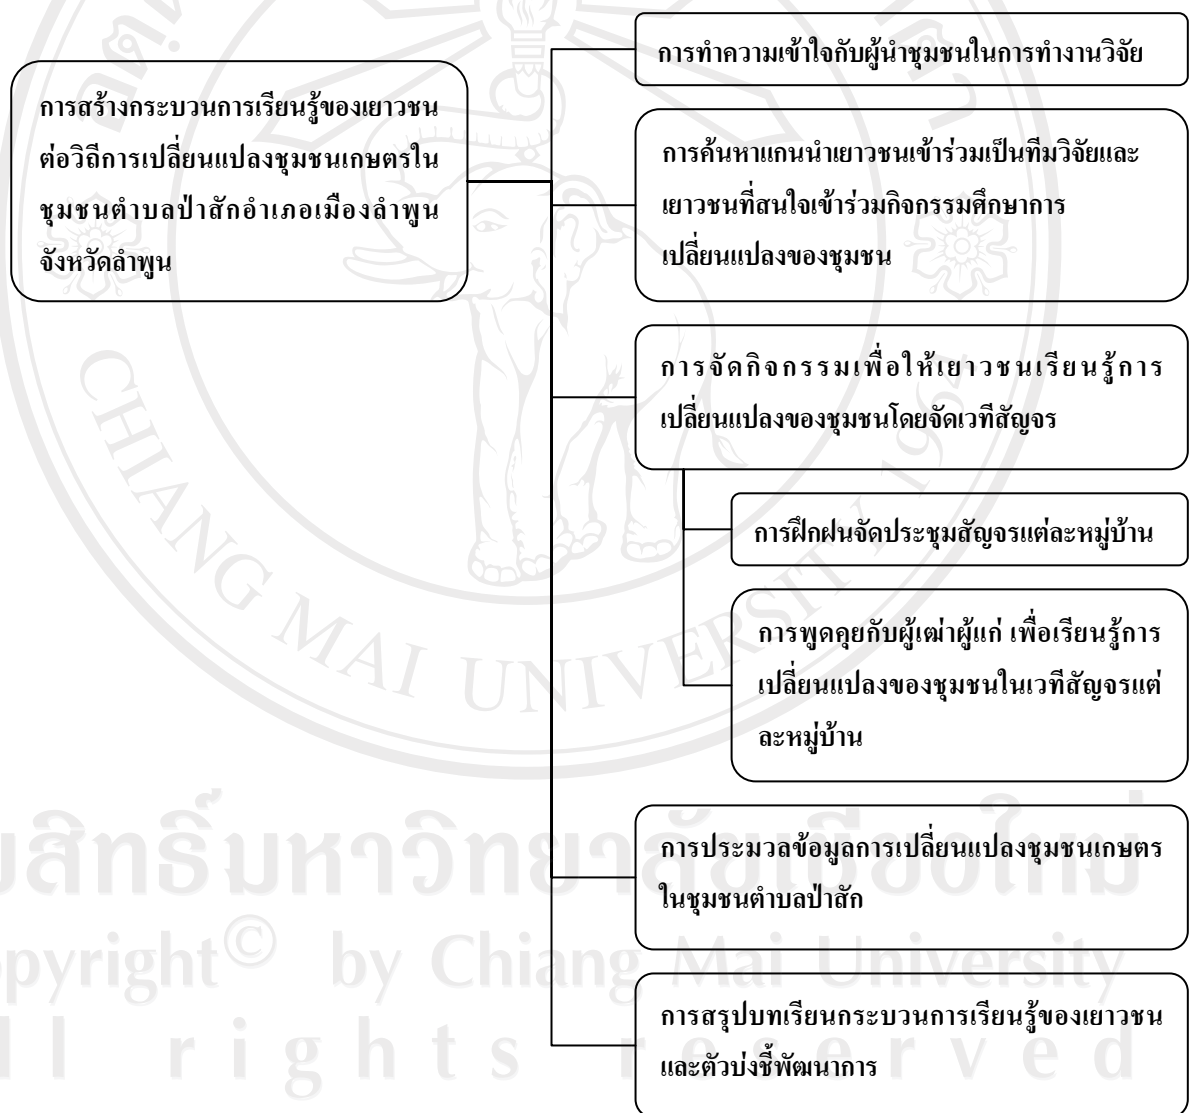 การทำความเข้าใจกับผู้นำชุมชนในการทำงานวิจัย
การสร้างกระบวนการเรียนรู้ของเยาวชน
ต่อวิถีการเปลี่ยนแปลงชุมชนเกษตรใน
ชุมชนตำบลป่าสักอำเภอเมืองลำพูน
จังหวัดลำพูน
การค้นหาแกนนำเยาวชนเข้าร่วมเป็นทีมวิจัยและ
เยาวชนที่สนใจเข้าร่วมกิจกรรมศึกษาการ
เปลี่ยนแปลงของชุมชน
การจัดกิจกรรมเพื่อให้เยาวชนเรียนรู้การ
เปลี่ยนแปลงของชุมชนโดยจัดเวทีสัญจร
การฝึกฝนจัดประชุมสัญจรแต่ละหมู่บ้าน
การพูดคุยกับผู้เฒ่าผู้แก่ เพื่อเรียนรู้การ
เปลี่ยนแปลงของชุมชนในเวทีสัญจรแต่
ละหมู่บ้าน
การประมวลข้อมูลการเปลี่ยนแปลงชุมชนเกษตร
ในชุมชนตำบลป่าสัก
การสรุปบทเรียนกระบวนการเรียนรู้ของเยาวชน
และตัวบ่งชี้พัฒนาการ
CHIANG MAI UNIVERSITY 1964
มหาวิทยาลัยเชียงใหม่
by Chiang Mai University
rights reserved